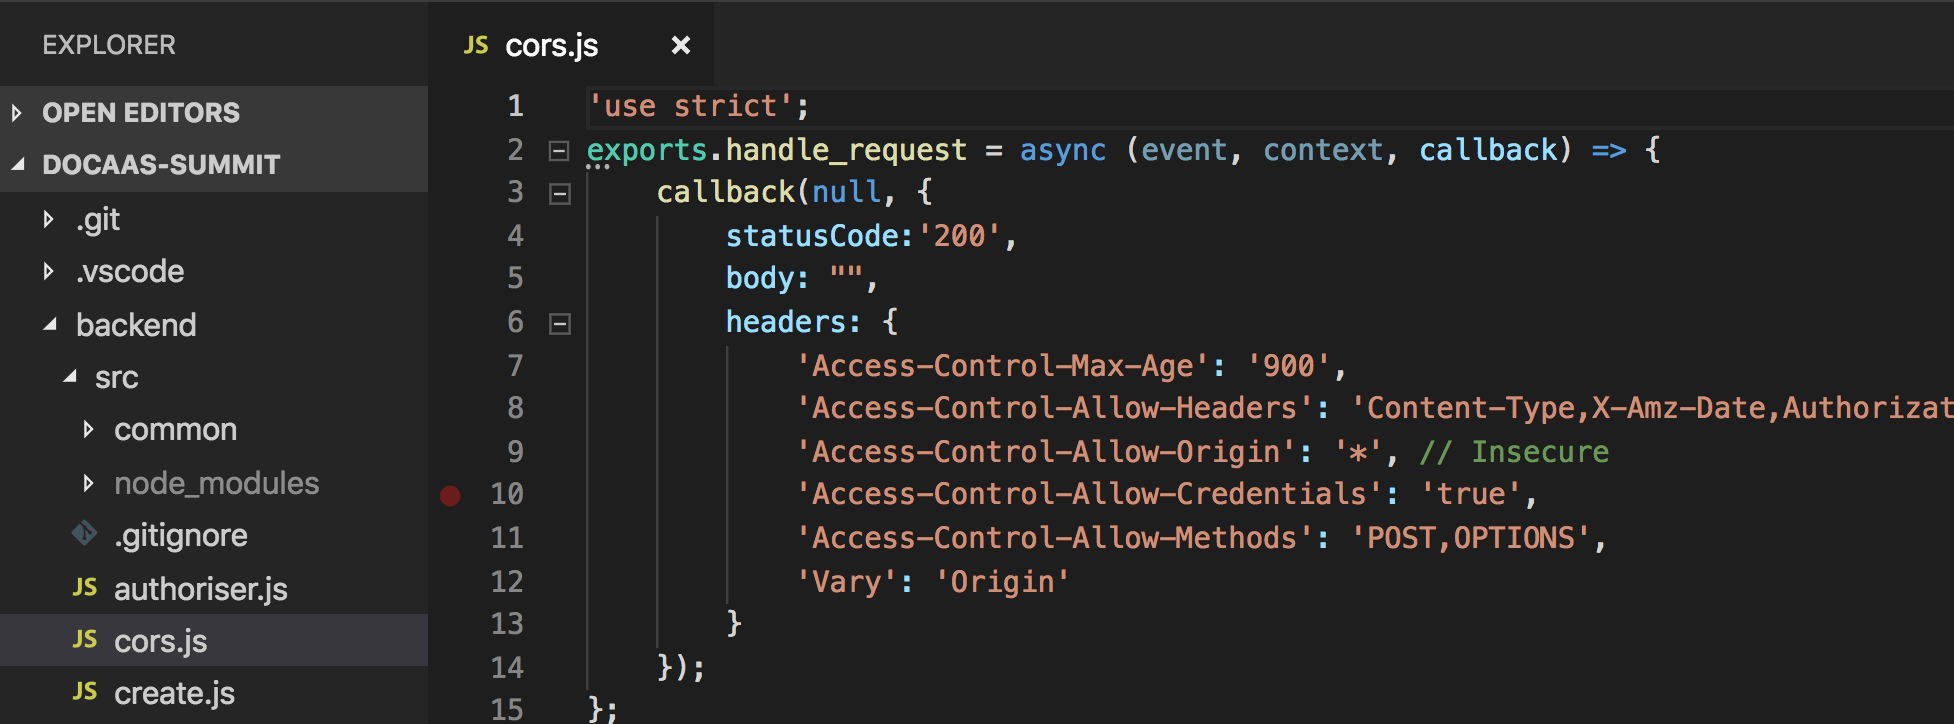 EXPLORER
OPEN EDITORS
DOCAAS-SUMMIT
.git
.vscode
backend
src
common
node_modules
.gitignore
JS authoriser.js
JS cors.js
JS create.js
JS cors.js ×
1 'use strict';
2 exports.handle_request = async (event, context, callback) => {
3 callback(null, {
4 statusCode:'200',
5 body: "",
6 headers: {
7 'Access-Control-Max-Age': '900',
8 'Access-Control-Allow-Headers': 'Content-Type,X-Amz-Date,Authorizat
9 'Access-Control-Allow-Origin': '*', // Insecure
10 'Access-Control-Allow-Credentials': 'true',
11 'Access-Control-Allow-Methods': 'POST,OPTIONS',
12 'Vary': 'Origin'
13 }
14 });
15 };